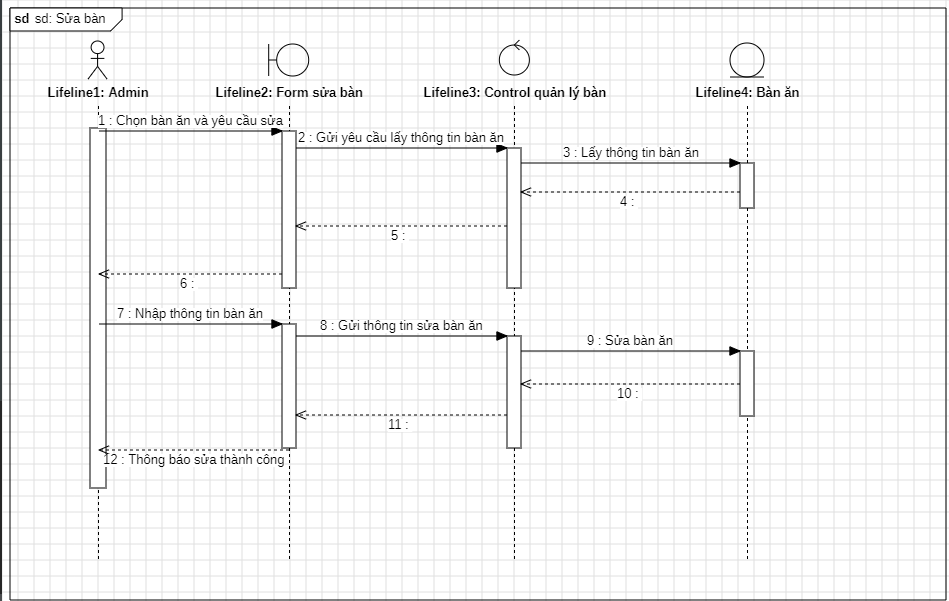 sd sd: Sửa bàn
Lifeline1: Admin
Lifeline2: Form sửa bàn
Lifeline3: Control quản lý bàn
Lifeline4: Bàn ăn
1 : Chọn bàn ăn và yêu cầu sửa
2 : Gửi yêu cầu lấy thông tin bàn ăn
3 : Lấy thông tin bàn ăn
4 :
5 :
6 :
7 : Nhập thông tin bàn ăn
8 : Gửi thông tin sửa bàn ăn
9 : Sửa bàn ăn
10 :
11 :
12 : Thông báo sửa thành công